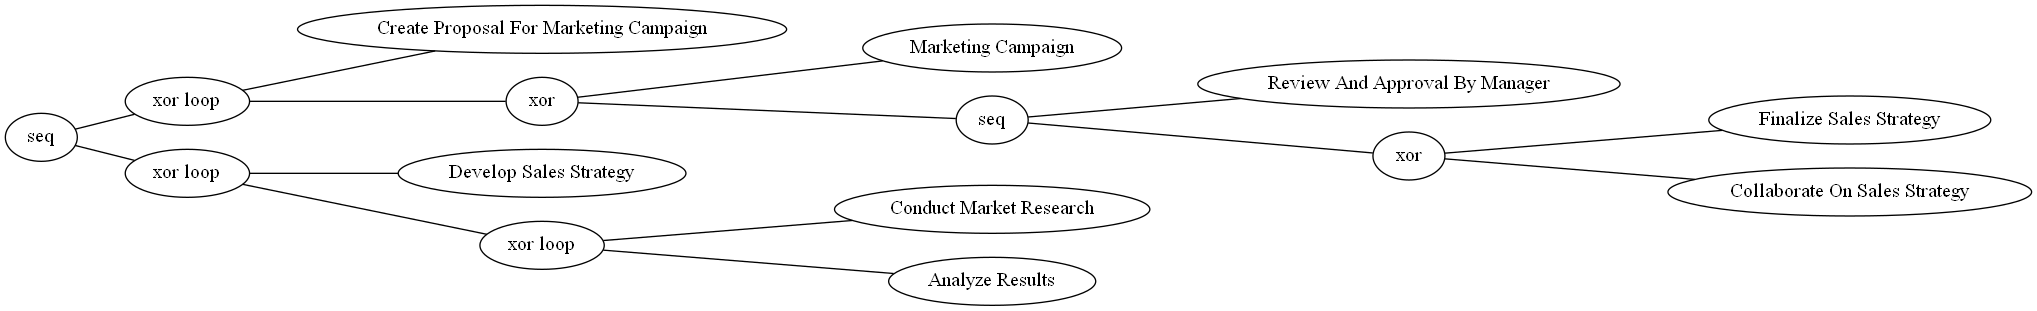 Create Proposal For Marketing Campaign
Marketing Campaign
Review And Approval By Manager
xor loop
xor
seq
Finalize Sales Strategy
seq
xor
xor loop
Develop Sales Strategy
Collaborate On Sales Strategy
Conduct Market Research
xor loop
Analyze Results